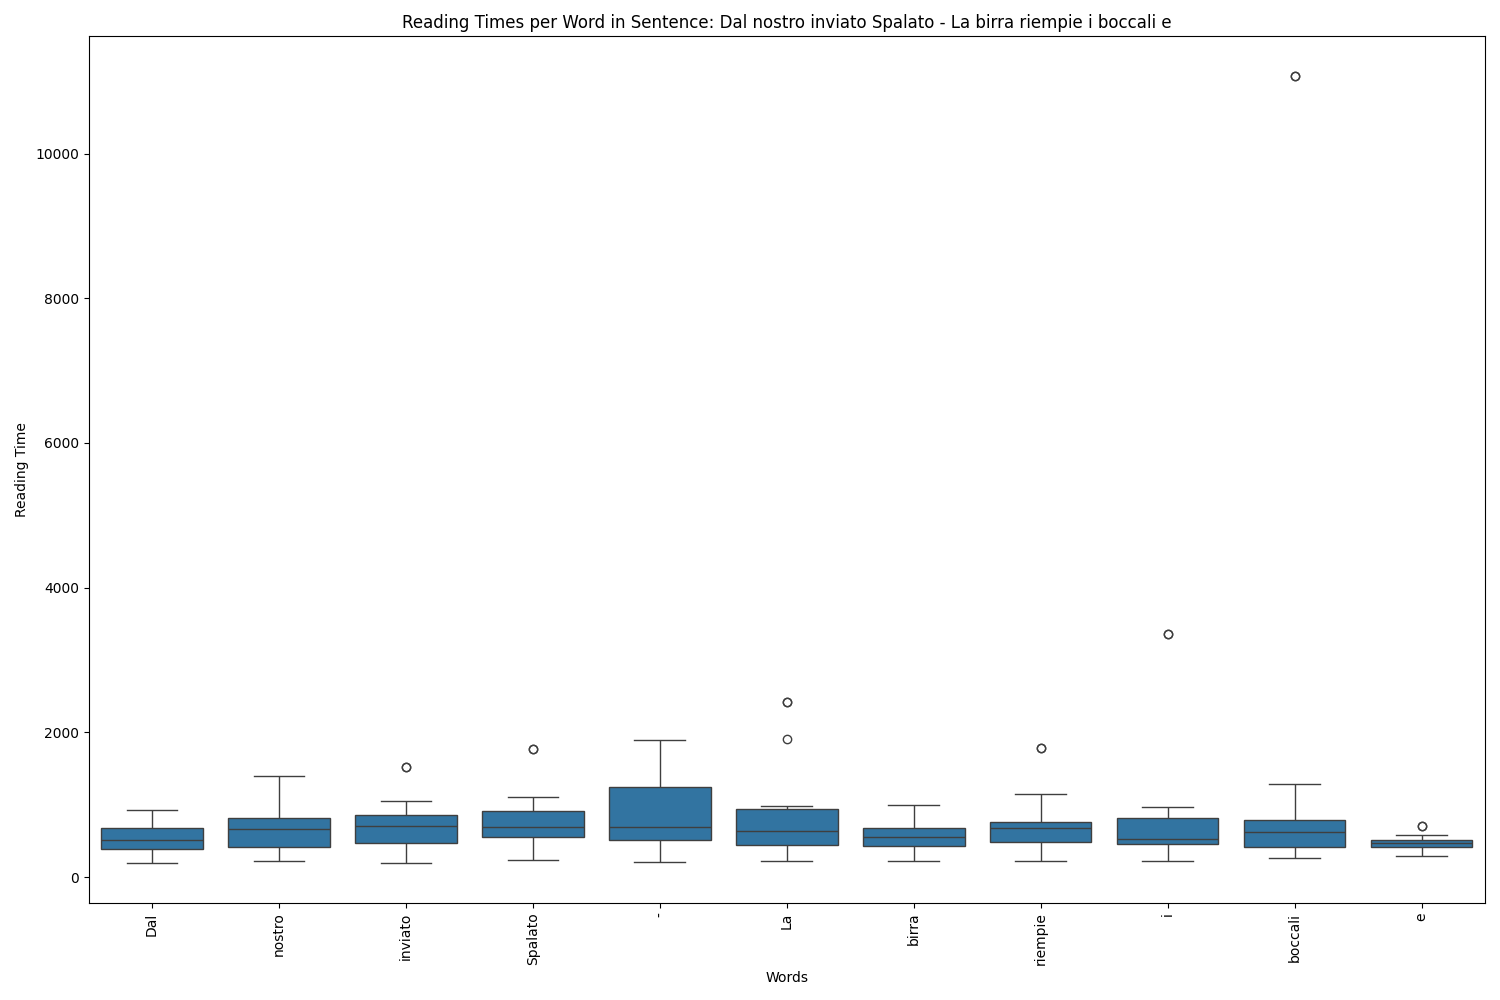 Reading Times per Word in Sentence: Dal nostro inviato Spalato - La birra riempie i boccali e
10000
8000
6000
4000
2000
0
Reading Time
Dal
nostro
inviato
Spalato
-
La
birra
riempie
i
boccali
e
Words